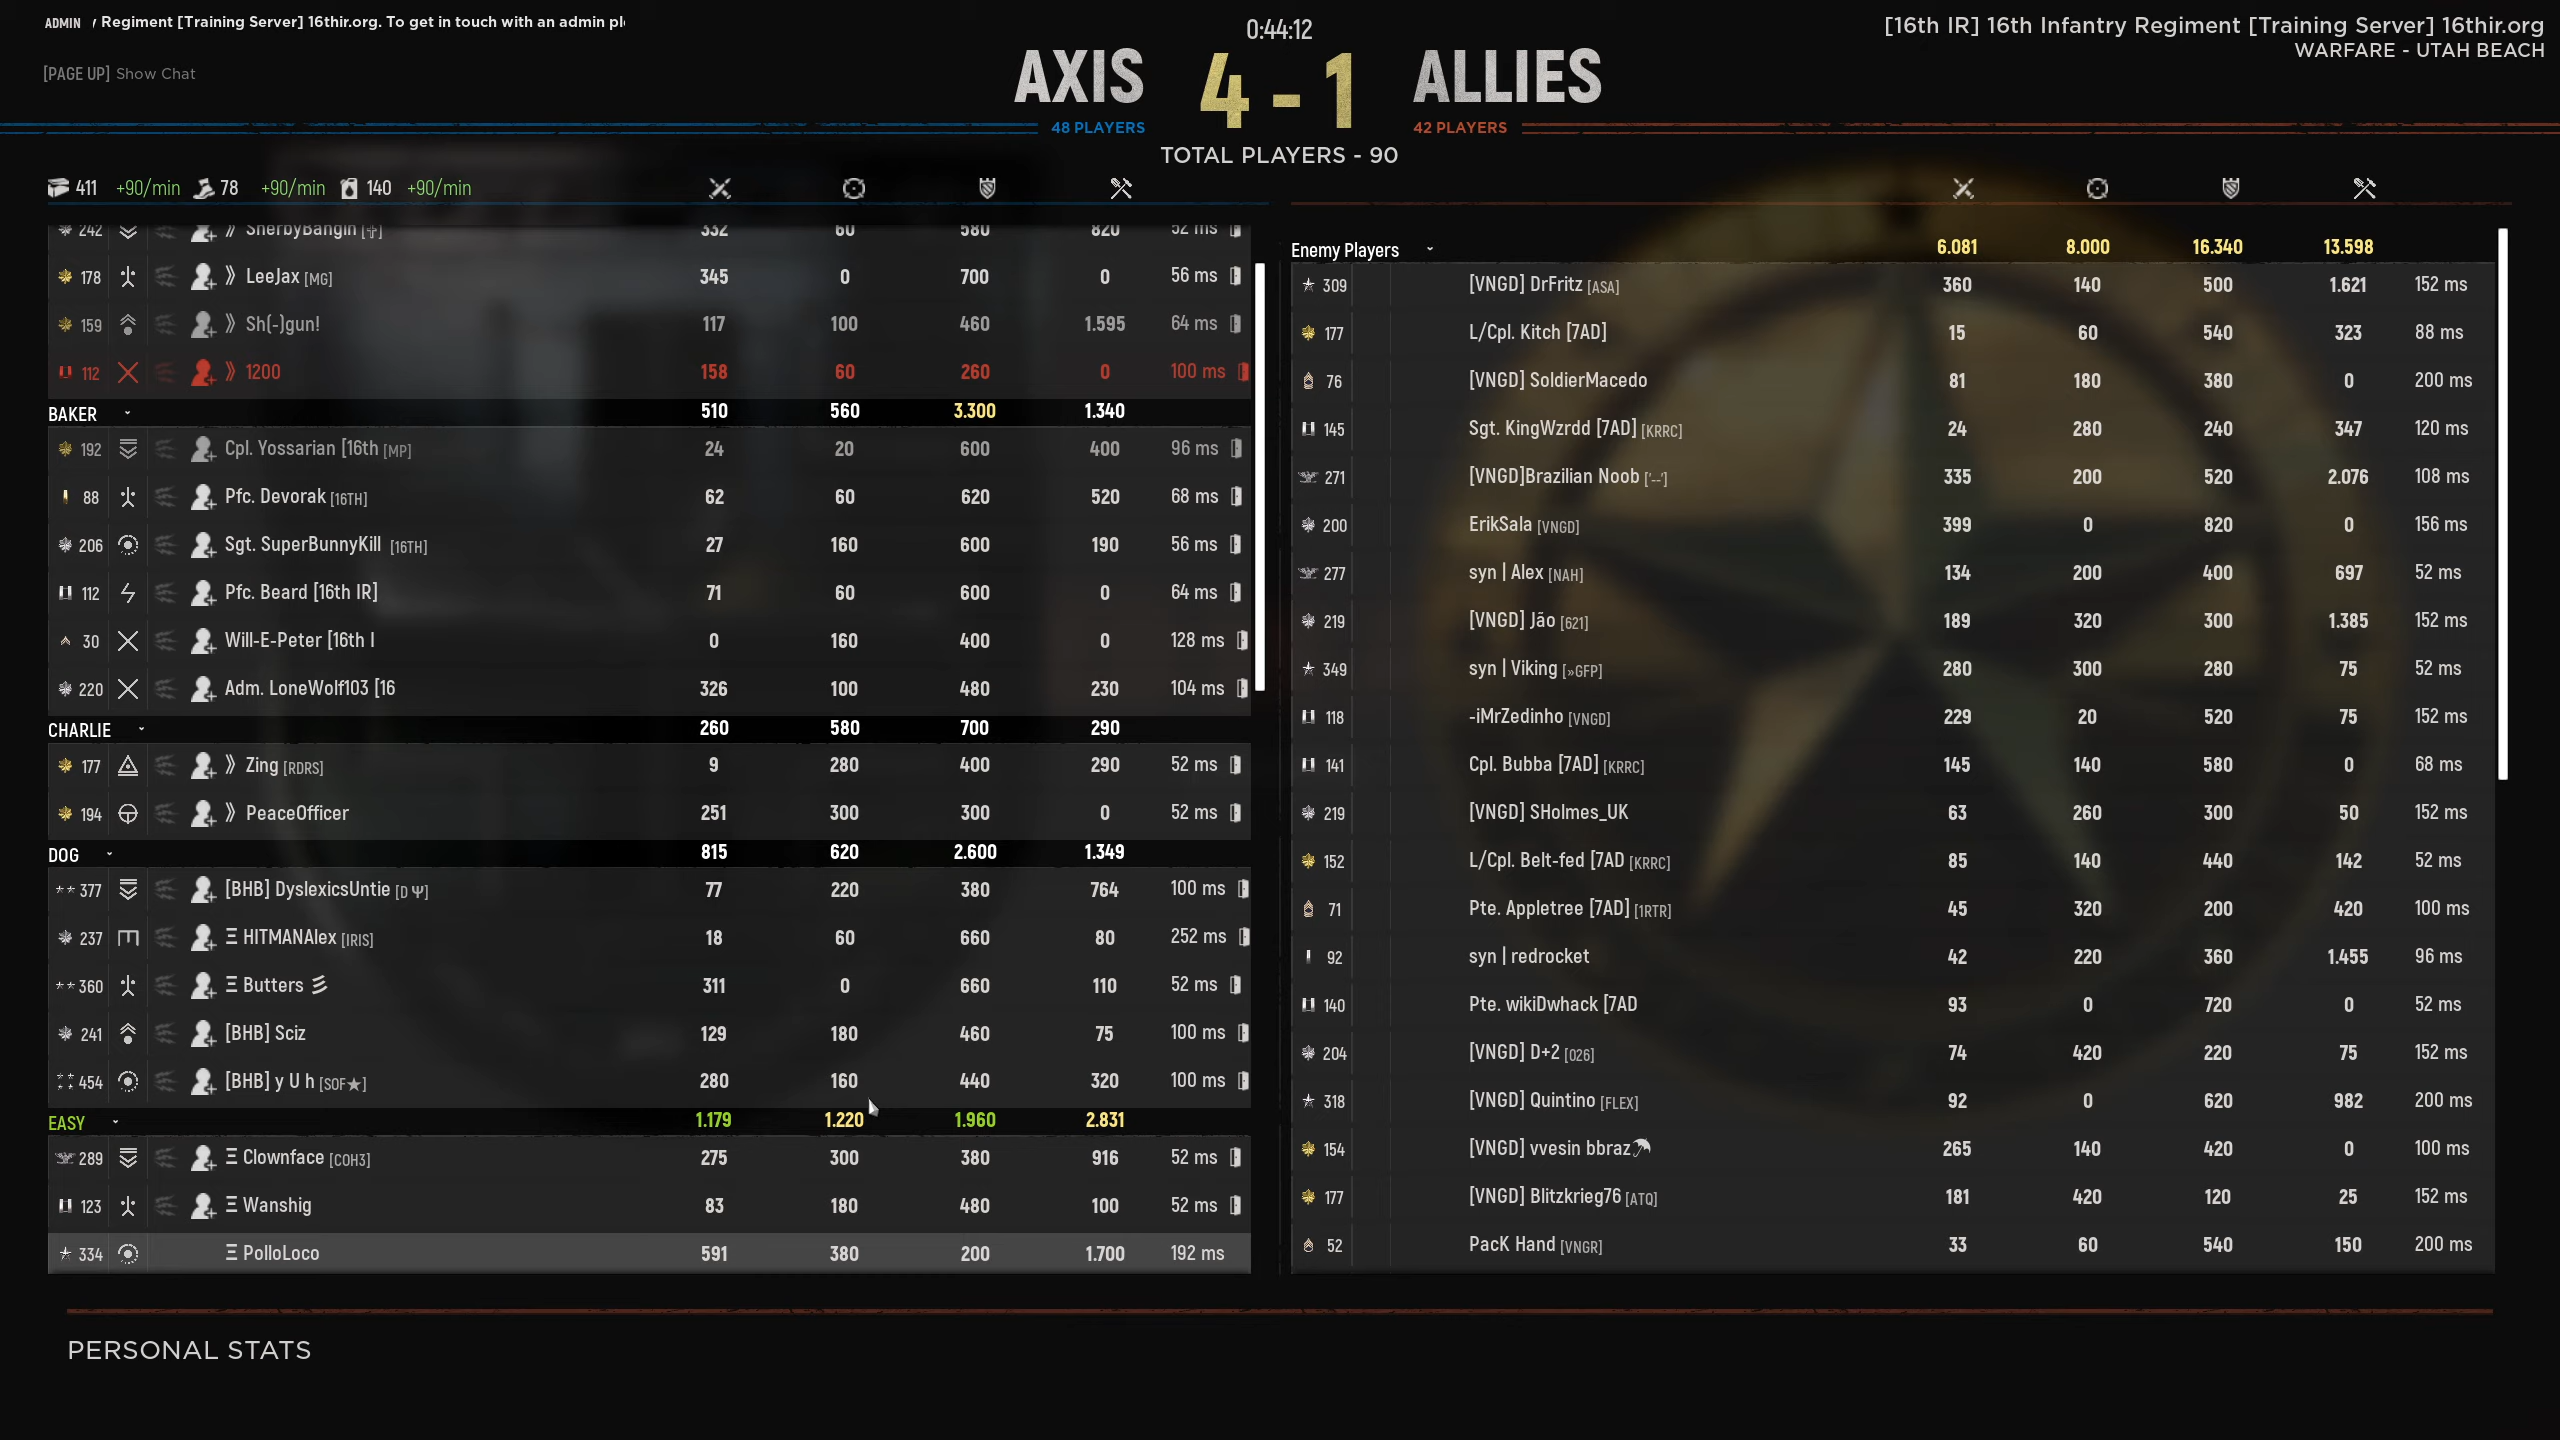 ADMIN Regiment [Training Server] 16thir.org. To get in touch with an admin
[PAGE UP] Show Chat
0:44:12
AXIS 4 - 1 ALLIES
48 PLAYERS 42 PLAYERS
TOTAL PLAYERS - 90
[16th IR] 16th Infantry Regiment [Training Server] 16thir.org
WARFARE - UTAH BEACH
411 +90/min 78 +90/min 140 +90/min
242 》 SherbyBangin [✞] 332 60 580 820 52 ms
178 》 LeeJax [MG] 345 0 700 0 56 ms
159 》 Sh(-)gun! 117 100 460 1.595 64 ms
112 》 1200 158 60 260 0 100 ms
BAKER 510 560 3.300 1.340
192 Cpl. Yossarian [16th [MP] 24 20 600 400 96 ms
88 Pfc. Devorak [16TH] 62 60 620 520 68 ms
206 Sgt. SuperBunnyKill [16TH] 27 160 600 190 56 ms
112 Pfc. Beard [16th IR] 71 60 600 0 64 ms
30 Will-E-Peter [16th I 0 160 400 0 128 ms
220 Adm. LoneWolf103 [16 326 100 480 230 104 ms
CHARLIE 260 580 700 290
177 》 Zing [RDRS] 9 280 400 290 52 ms
194 》 PeaceOfficer 251 300 300 0 52 ms
DOG 815 620 2.600 1.349
377 [BHB] DyslexicsUntie [D Ψ] 77 220 380 764 100 ms
237 Ξ HITMANAlex [IRIS] 18 60 660 80 252 ms
360 Ξ Butters 彡 311 0 660 110 52 ms
241 [BHB] Sciz 129 180 460 75 100 ms
454 [BHB] y U h [SOF★] 280 160 440 320 100 ms
EASY 1.179 1.220 1.960 2.831
289 Ξ Clownface [COH3] 275 300 380 916 52 ms
123 Ξ Wanshig 83 180 480 100 52 ms
334 Ξ PolloLoco 591 380 200 1.700 192 ms
Enemy Players 6.081 8.000 16.340 13.598
309 [VNGD] DrFritz [ASA] 360 140 500 1.621 152 ms
177 L/Cpl. Kitch [7AD] 15 60 540 323 88 ms
76 [VNGD] SoldierMacedo 81 180 380 0 200 ms
145 Sgt. KingWzrdd [7AD] [KRRC] 24 280 240 347 120 ms
271 [VNGD]Brazilian Noob ['--'] 335 200 520 2.076 108 ms
200 ErikSala [VNGD] 399 0 820 0 156 ms
277 syn | Alex [NAH] 134 200 400 697 52 ms
219 [VNGD] Jão [621] 189 320 300 1.385 152 ms
349 syn | Viking [»GFP] 280 300 280 75 52 ms
118 -iMrZedinho [VNGD] 229 20 520 75 152 ms
141 Cpl. Bubba [7AD] [KRRC] 145 140 580 0 68 ms
219 [VNGD] SHolmes_UK 63 260 300 50 152 ms
152 L/Cpl. Belt-fed [7AD [KRRC] 85 140 440 142 52 ms
71 Pte. Appletree [7AD] [1RTR] 45 320 200 420 100 ms
92 syn | redrocket 42 220 360 1.455 96 ms
140 Pte. wikiDwhack [7AD 93 0 720 0 52 ms
204 [VNGD] D+2 [026] 74 420 220 75 152 ms
318 [VNGD] Quintino [FLEX] 92 0 620 982 200 ms
154 [VNGD] vvesin bbraz 265 140 420 0 100 ms
177 [VNGD] Blitzkrieg76 [ATQ] 181 420 120 25 152 ms
52 PacK Hand [VNGR] 33 60 540 150 200 ms
PERSONAL STATS